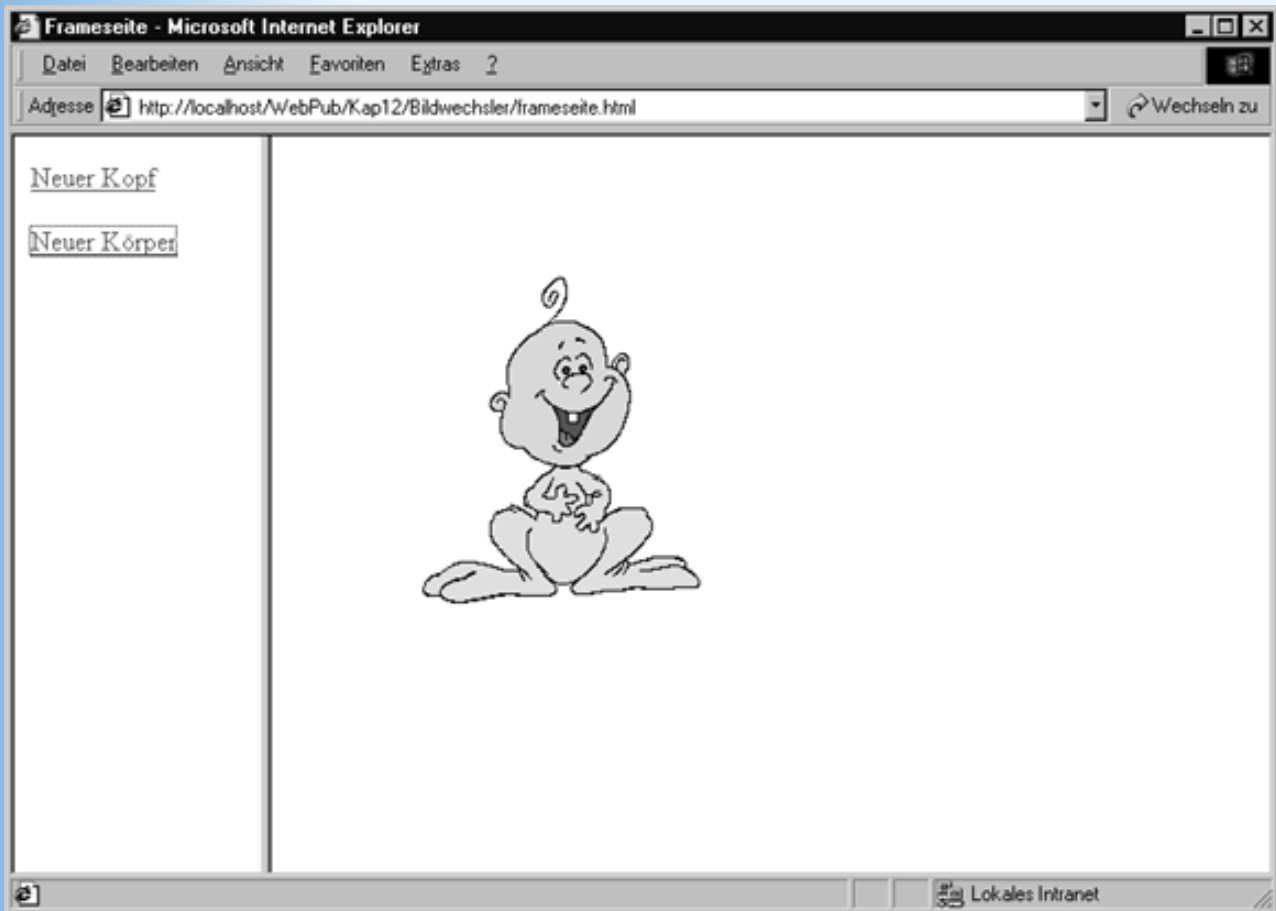 Frameseite - Microsoft Internet Explorer
Datei Bearbeiten Ansicht Favoriten Extras ?
Adresse http://localhost/WebPub/Kap12/Bildwechsler/frameseite.html Wechseln zu
Neuer Kopf
Neuer Körper
Lokales Intranet